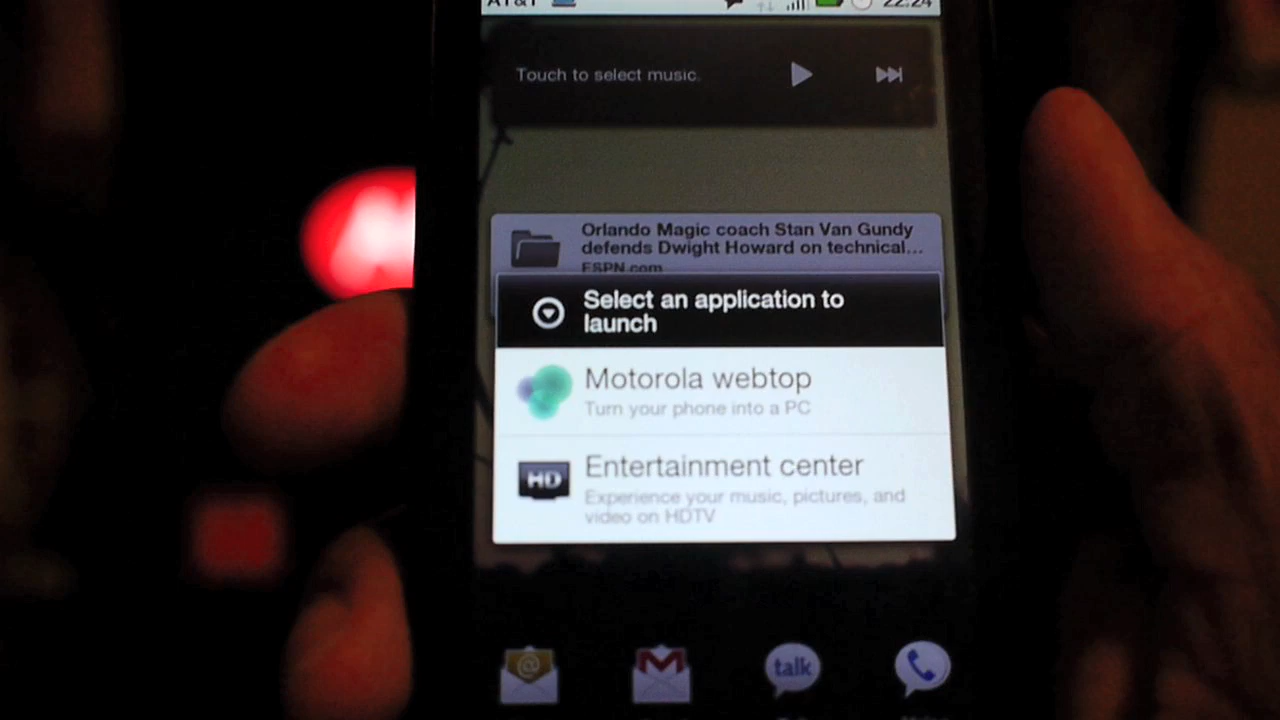 AT&T 22:24
Touch to select music.
Orlando Magic coach Stan Van Gundy
defends Dwight Howard on technical...
ESPN.com
Select an application to
launch
Motorola webtop
Turn your phone into a PC
HD
Entertainment center
Experience your music, pictures, and
video on HDTV
@
talk